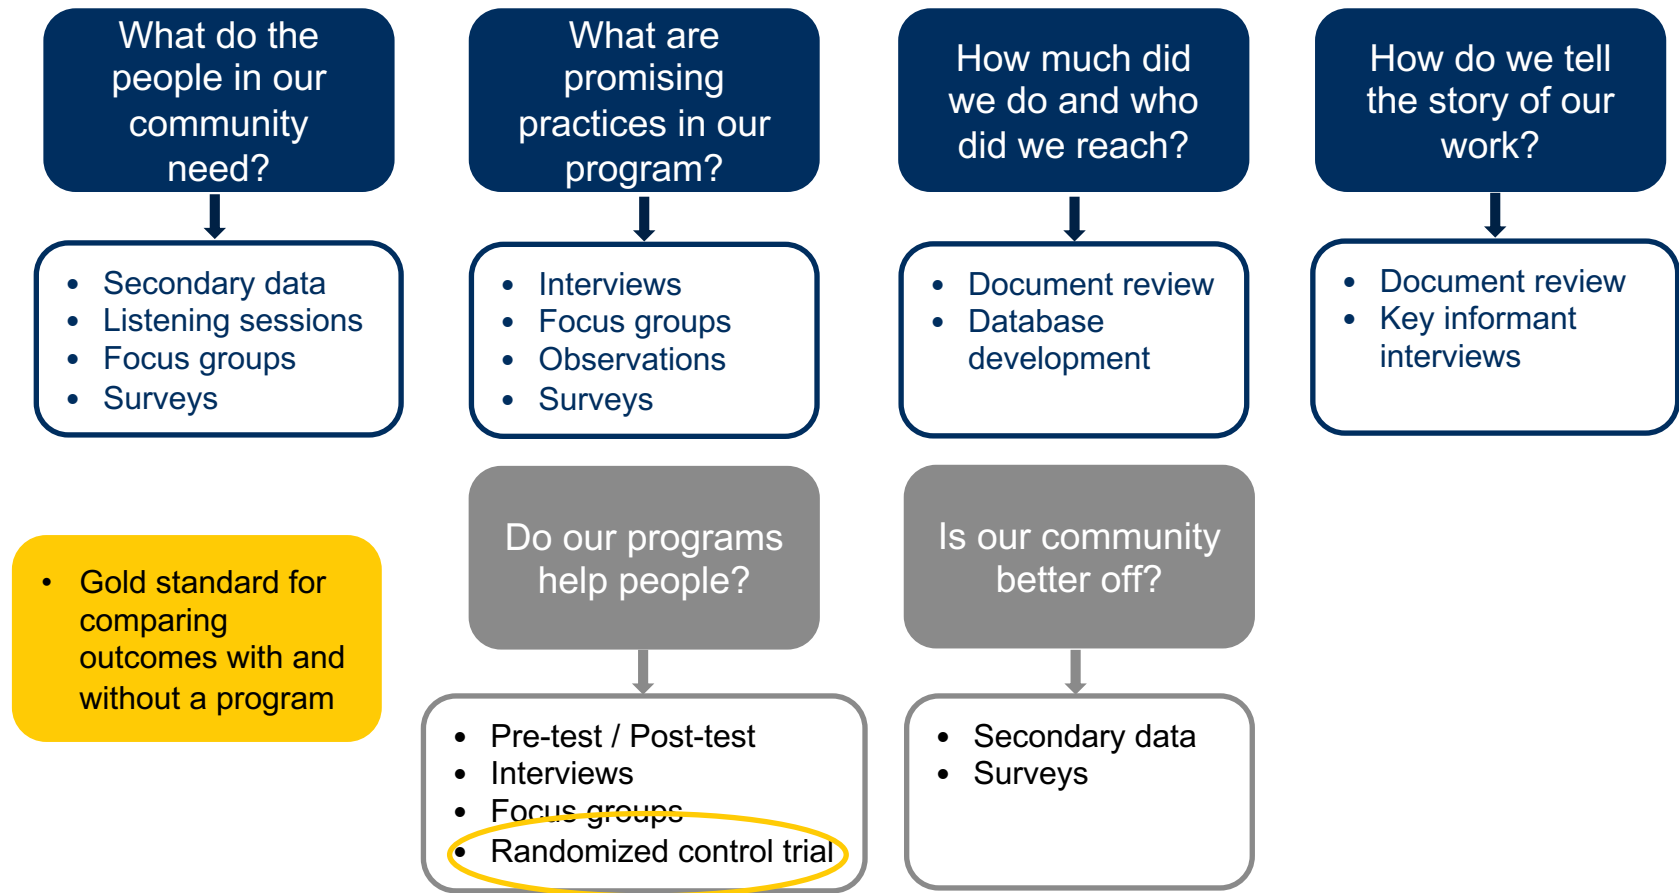 What do the
people in our
community
need?
• Secondary data
• Listening sessions
• Focus groups
• Surveys
What are
promising
practices in our
program?
• Interviews
• Focus groups
• Observations
• Surveys
How much did
we do and who
did we reach?
• Document review
• Database
development
How do we tell
the story of our
work?
• Document review
• Key informant
interviews
• Gold standard for
comparing
outcomes with and
without a program
Do our programs
help people?
• Pre-test / Post-test
• Interviews
• Focus groups
• Randomized control trial
Is our community
better off?
• Secondary data
• Surveys